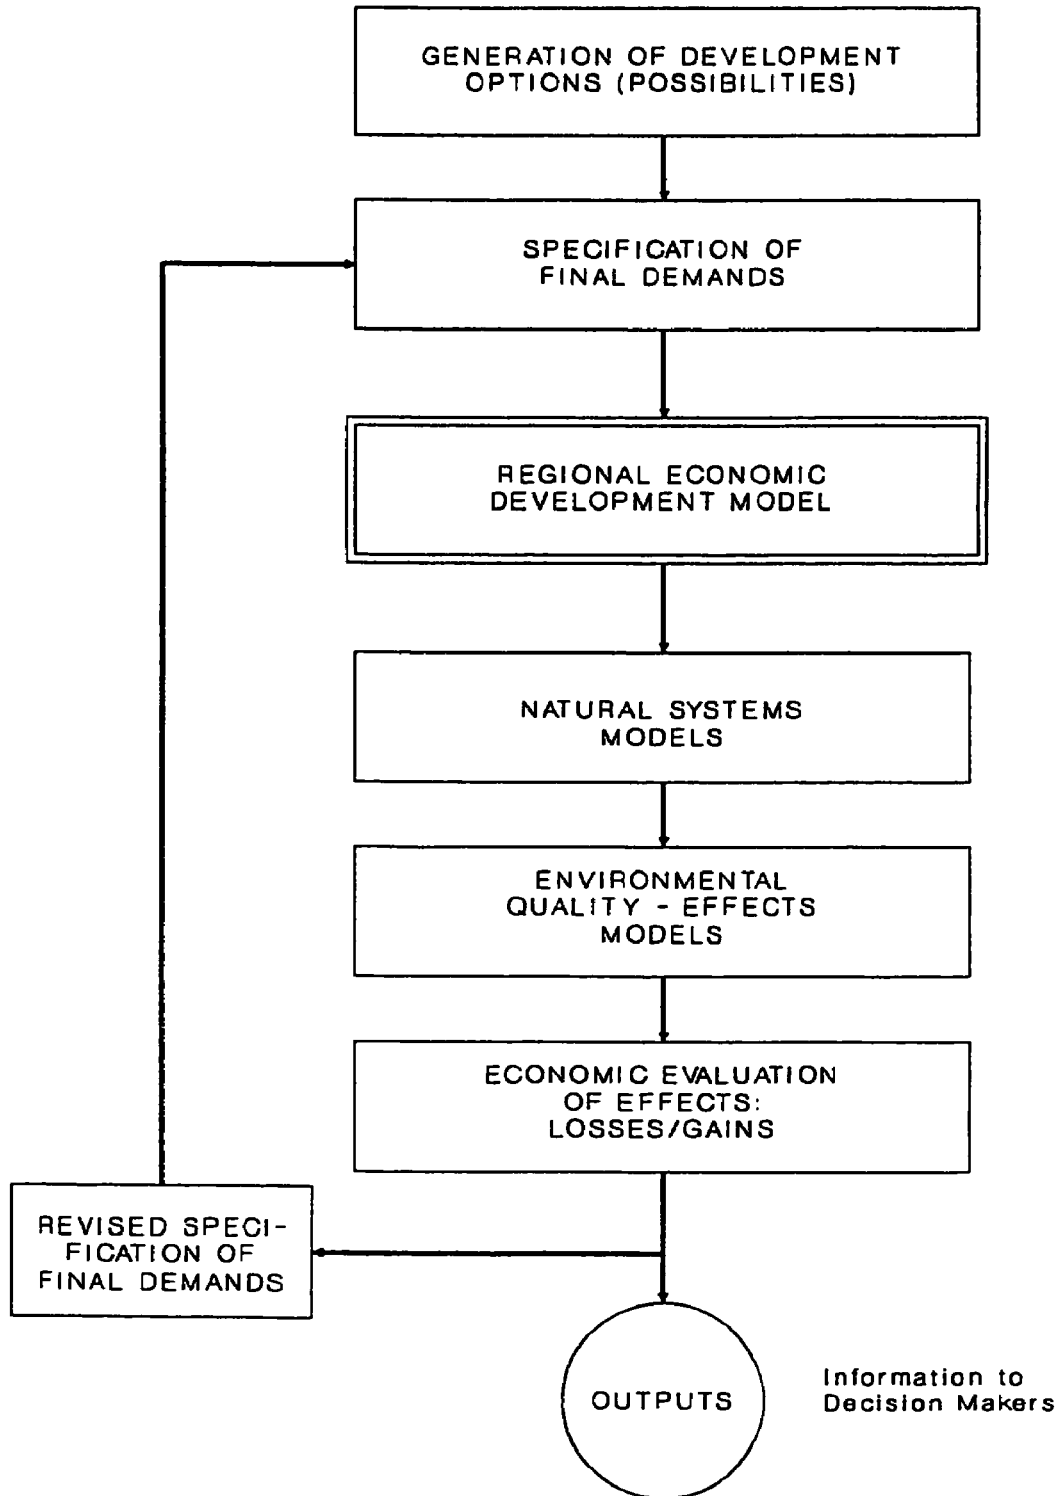 GENERATION OF DEVELOPMENT
OPTIONS (POSSIBILITIES)
SPECIFICATION OF
FINAL DEMANDS
REGIONAL ECONOMIC
DEVELOPMENT MODEL
NATURAL SYSTEMS
MODELS
ENVIRONMENTAL
QUALITY - EFFECTS
MODELS
ECONOMIC EVALUATION
OF EFFECTS:
LOSSES/GAINS
REVISED SPECI-
FICATION OF
FINAL DEMANDS
OUTPUTS
Information to
Decision Makers